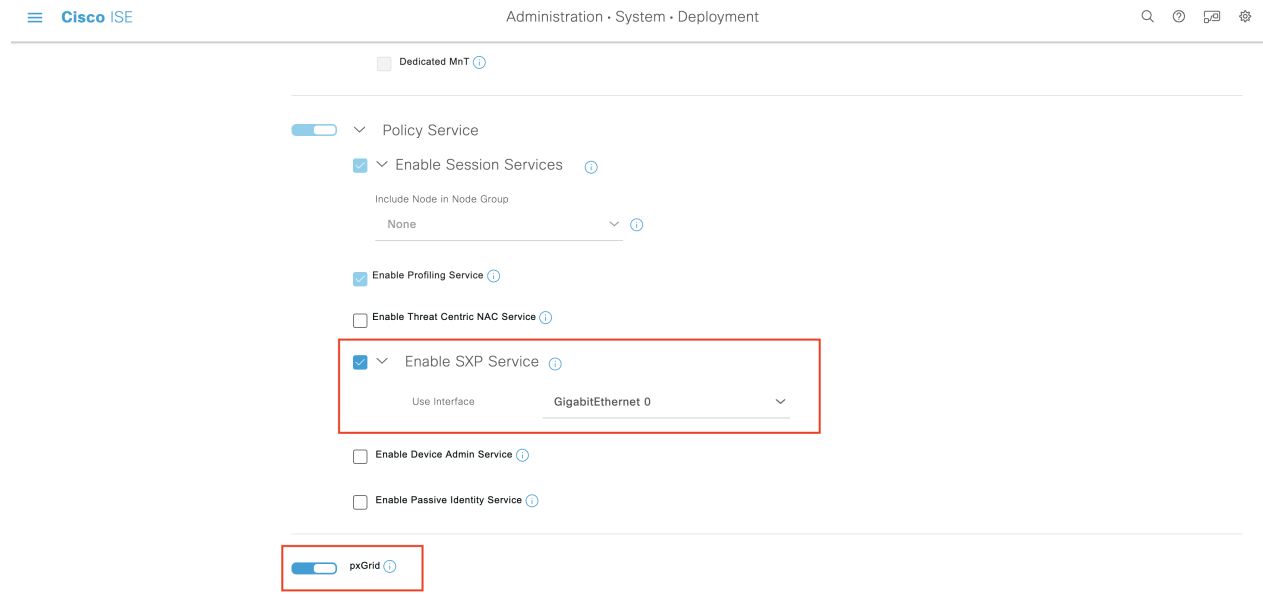 Cisco ISE
Administration · System · Deployment
Dedicated MnT
Policy Service
Enable Session Services
Include Node in Node Group
None
Enable Profiling Service
Enable Threat Centric NAC Service
Enable SXP Service
Use Interface
GigabitEthernet 0
Enable Device Admin Service
Enable Passive Identity Service
pxGrid